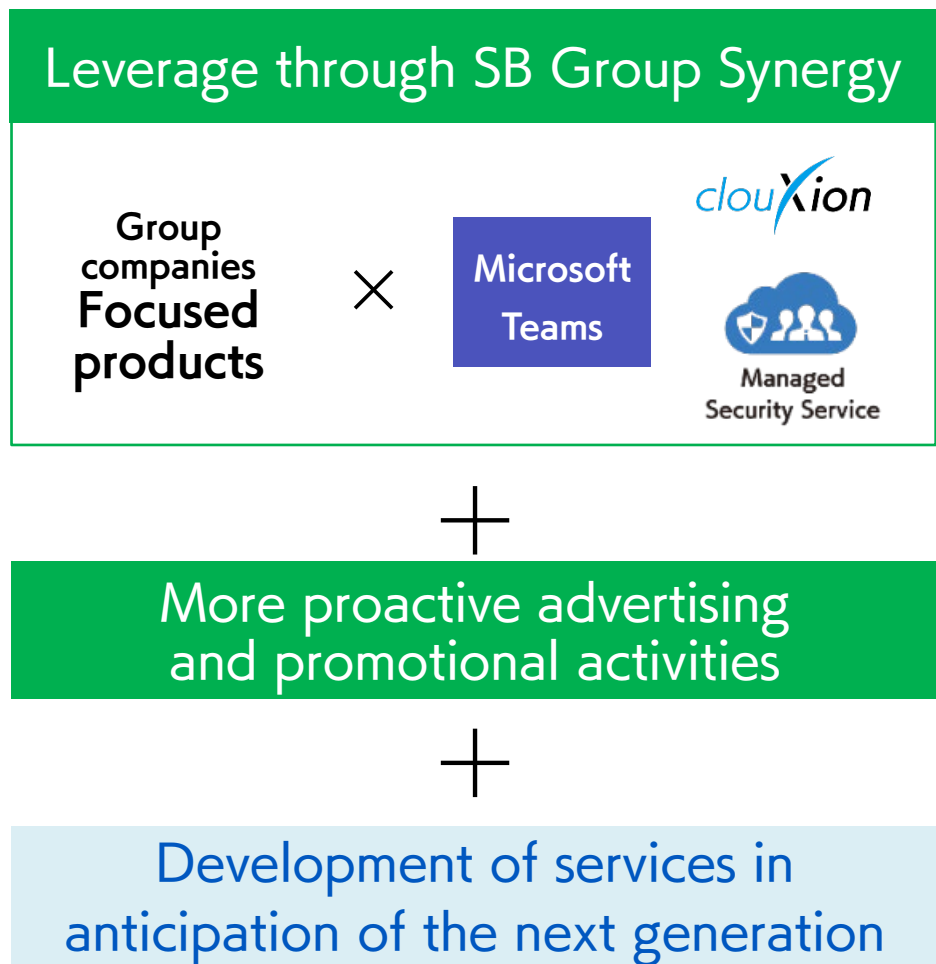 Leverage through SB Group Synergy
Group
companies
Focused
products
×
Microsoft
Teams
clouXion
Managed
Security Service
+
More proactive advertising
and promotional activities
+
Development of services in
anticipation of the next generation